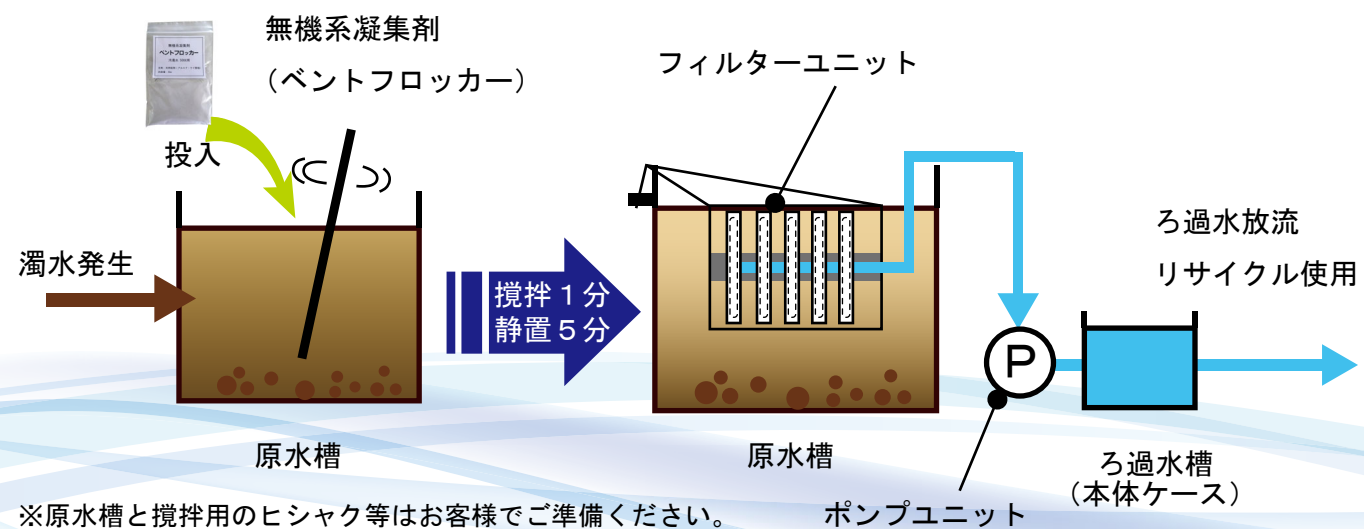 無機系凝集剤
（ベントフロッカー）
ベントフロッカー
投入
濁水発生
原水槽
撹拌１分
静置５分
フィルターユニット
原水槽
P
ポンプユニット
ろ過水槽
（本体ケース）
ろ過水放流
リサイクル使用
※原水槽と撹拌用のヒシャク等はお客様でご準備ください。